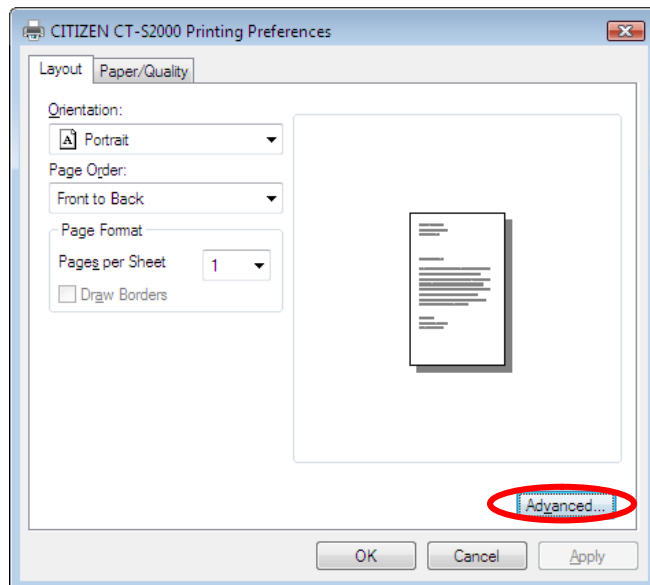 CITIZEN CT-S2000 Printing Preferences
Layout Paper/Quality
Orientation:
A Portrait
Page Order:
Front to Back
Page Format
Pages per Sheet 1
Draw Borders
Advanced...
OK Cancel Apply